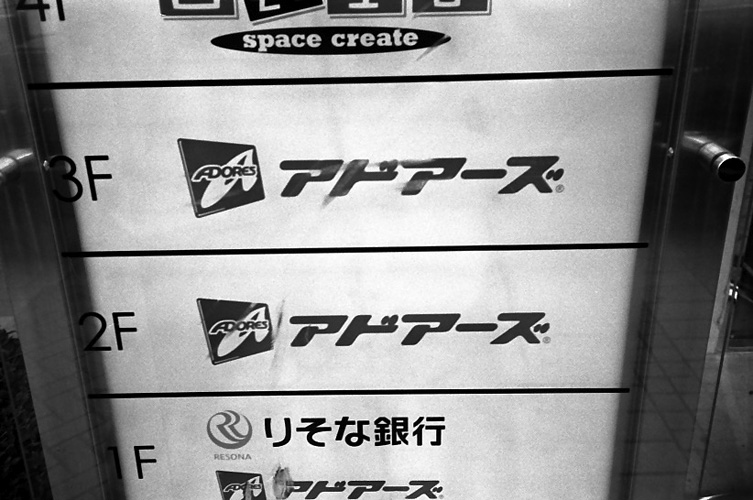 4F
space create
3F ADORES アドアーズ®
2F ADORES アドアーズ®
RESONA りそな銀行
1F
ADORES アドアーズ®